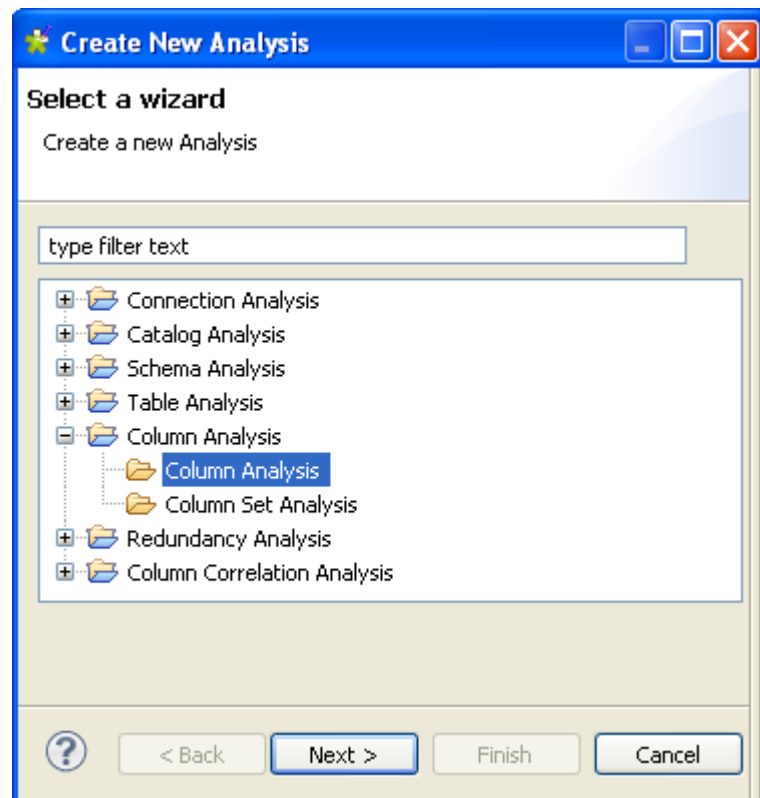 Create New Analysis
Select a wizard
Create a new Analysis
type filter text
Connection Analysis
Catalog Analysis
Schema Analysis
Table Analysis
Column Analysis
Column Analysis
Column Set Analysis
Redundancy Analysis
Column Correlation Analysis
? < Back Next > Finish Cancel